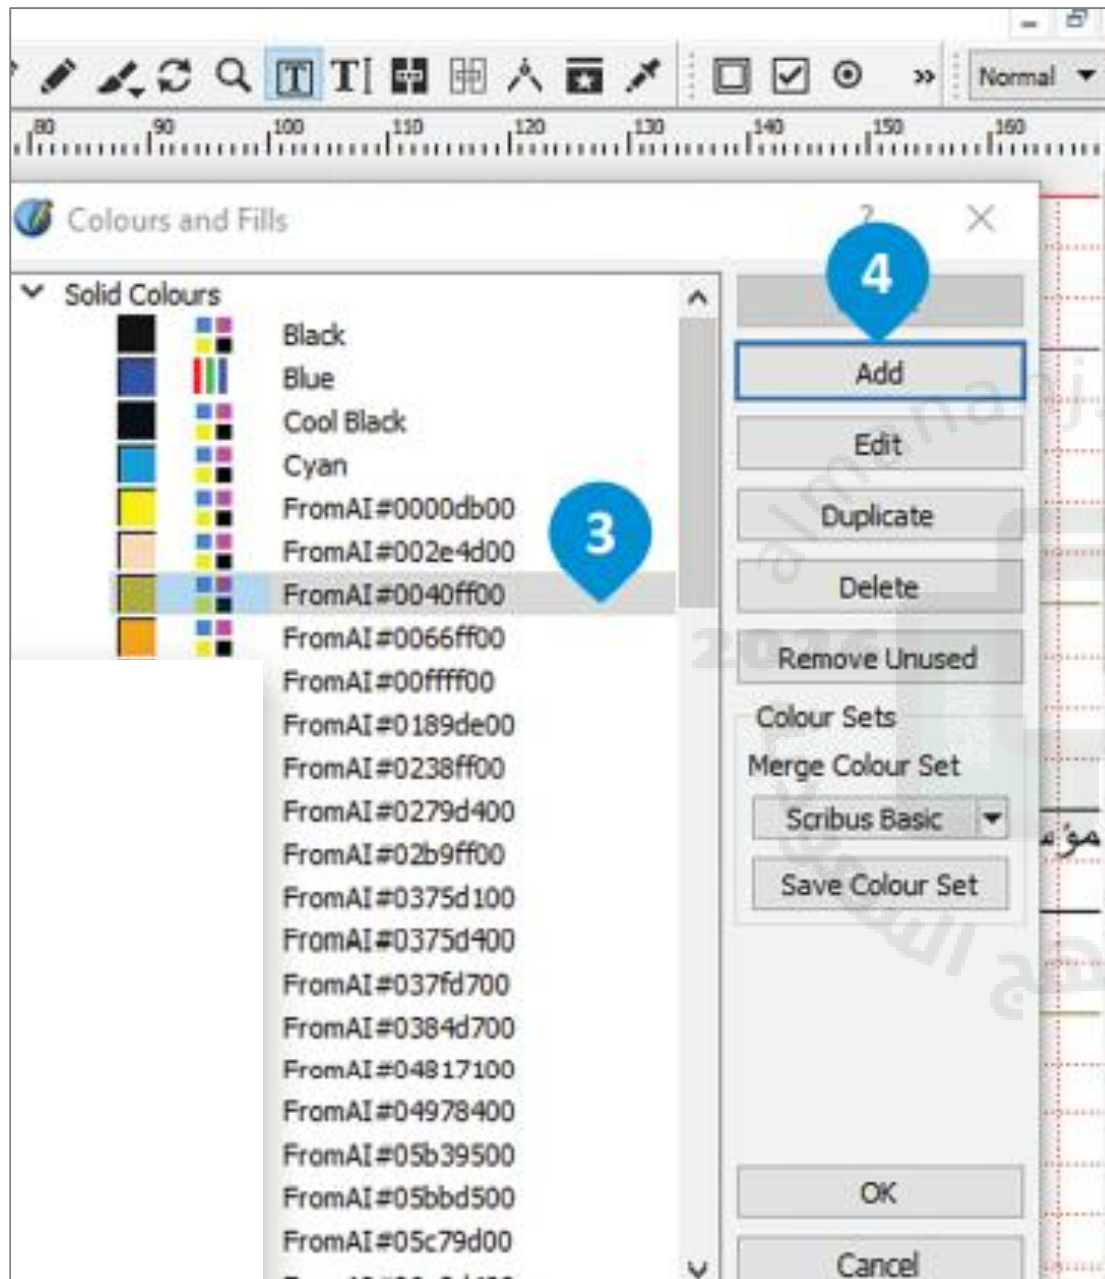 Normal
80 90 100 110 120 130 140 150 160
Colours and Fills
?
4
Solid Colours
Black
Add
Blue
Cool Black
Edit
Cyan
FromAI#0000db00
3
Duplicate
FromAI#002e4d00
FromAI#0040ff00
Delete
FromAI#0066ff00
Remove Unused
FromAI#00ffff00
FromAI#0189de00
Colour Sets
FromAI#0238ff00
Merge Colour Set
FromAI#0279d400
Scribus Basic
FromAI#02b9ff00
FromAI#0375d100
Save Colour Set
FromAI#0375d400
FromAI#037fd700
FromAI#0384d700
FromAI#04817100
FromAI#04978400
FromAI#05b39500
FromAI#05bbd500
OK
FromAI#05c79d00
Cancel
2026